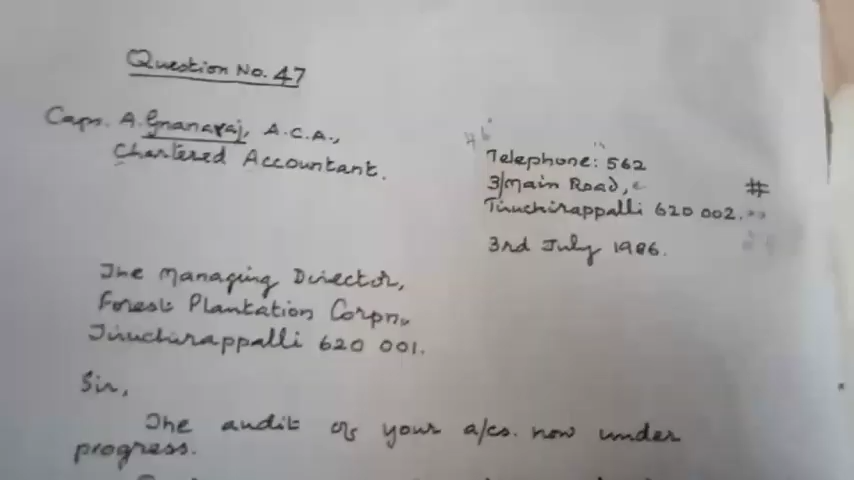 Question No. 47
Caps. A. Gnanaraj, A.C.A.,
Chartered Accountant.
Telephone: 562
3/Main Road,
#
Tiruchirappalli 620 002.
3rd July 1986.
The Managing Director,
Forest Plantation Corpn.
Tiruchirappalli 620 001.
Sir,
The audit of your a/cs. now under
progress.